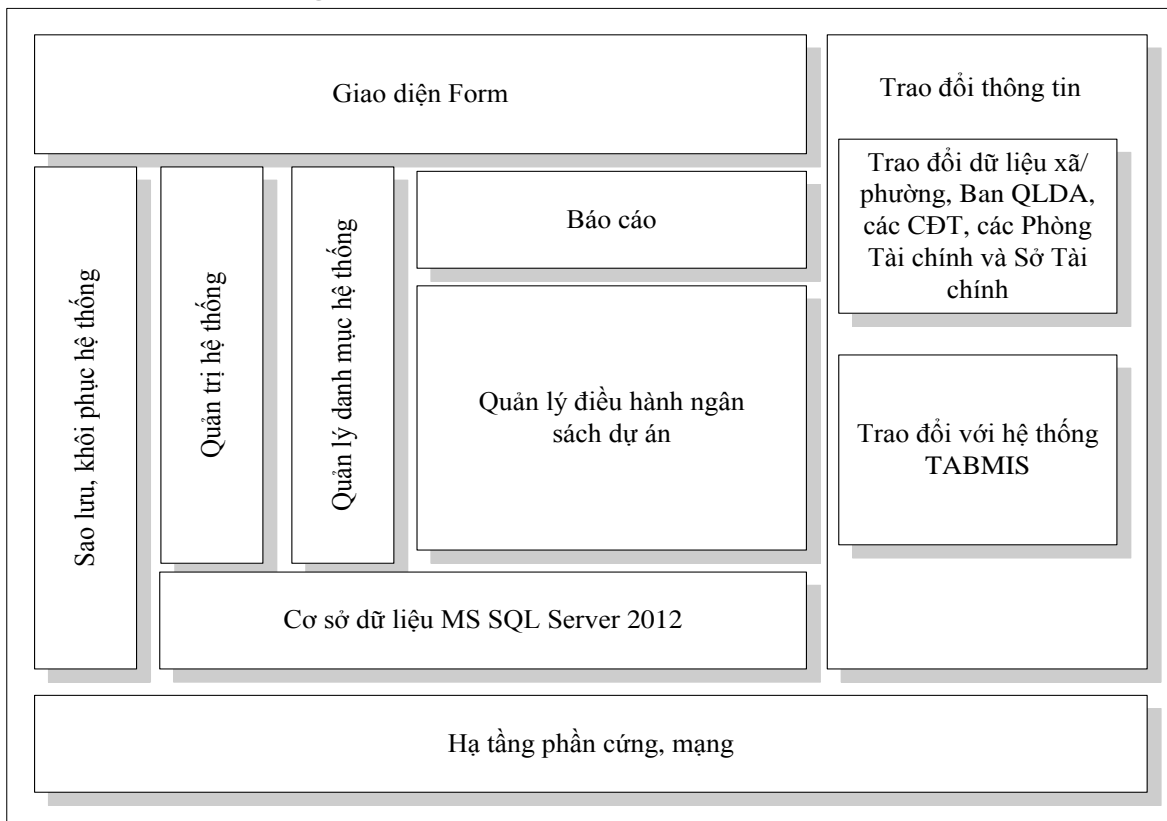 Giao diện Form
Trao đổi thông tin
Sao lưu, khôi phục hệ thống
Quản trị hệ thống
Quản lý danh mục hệ thống
Báo cáo
Quản lý điều hành ngân
sách dự án
Trao đổi dữ liệu xã/
phường, Ban QLDA,
các CĐT, các Phòng
Tài chính và Sở Tài
chính
Trao đổi với hệ thống
TABMIS
Cơ sở dữ liệu MS SQL Server 2012
Hạ tầng phần cứng, mạng